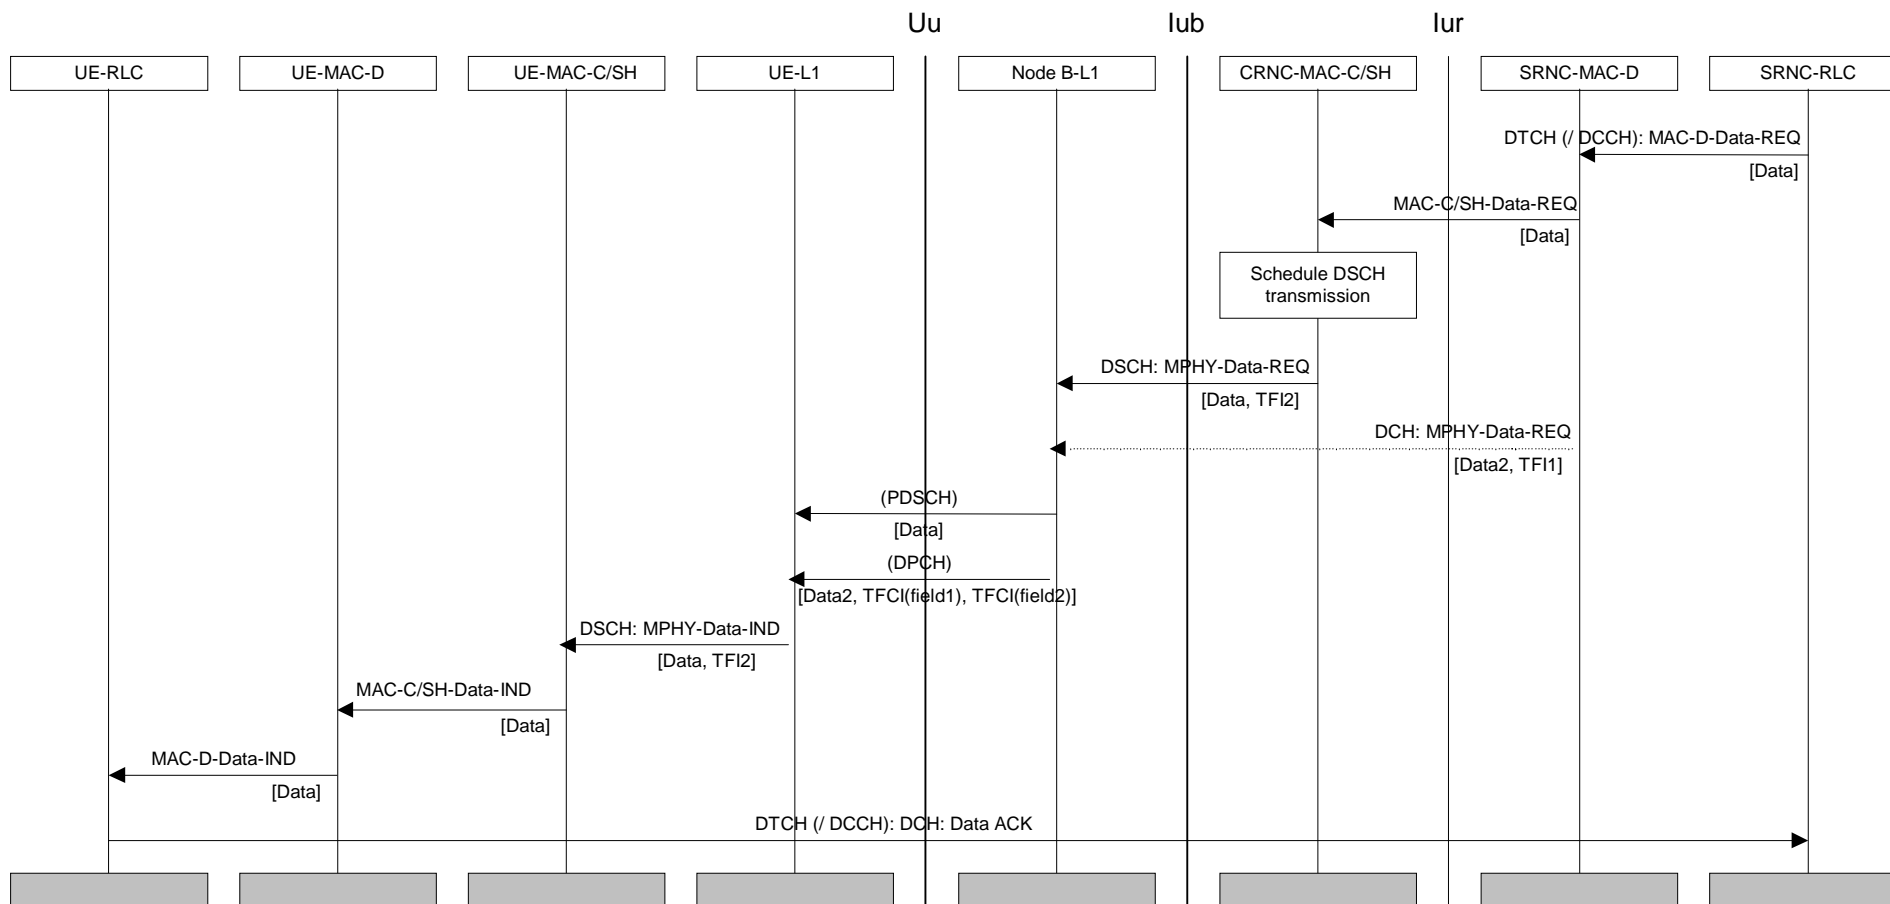 Uu
Iub
Iur
UE-RLC
UE-MAC-D
UE-MAC-C/SH
UE-L1
Node B-L1
CRNC-MAC-C/SH
SRNC-MAC-D
SRNC-RLC
DTCH (/ DCCH): MAC-D-Data-REQ
[Data]
MAC-C/SH-Data-REQ
[Data]
Schedule DSCH
transmission
DSCH: MPHY-Data-REQ
[Data, TFI2]
DCH: MPHY-Data-REQ
[Data2, TFI1]
(PDSCH)
[Data]
(DPCH)
[Data2, TFCI(field1), TFCI(field2)]
DSCH: MPHY-Data-IND
[Data, TFI2]
MAC-C/SH-Data-IND
[Data]
MAC-D-Data-IND
[Data]
DTCH (/ DCCH): DCH: Data ACK